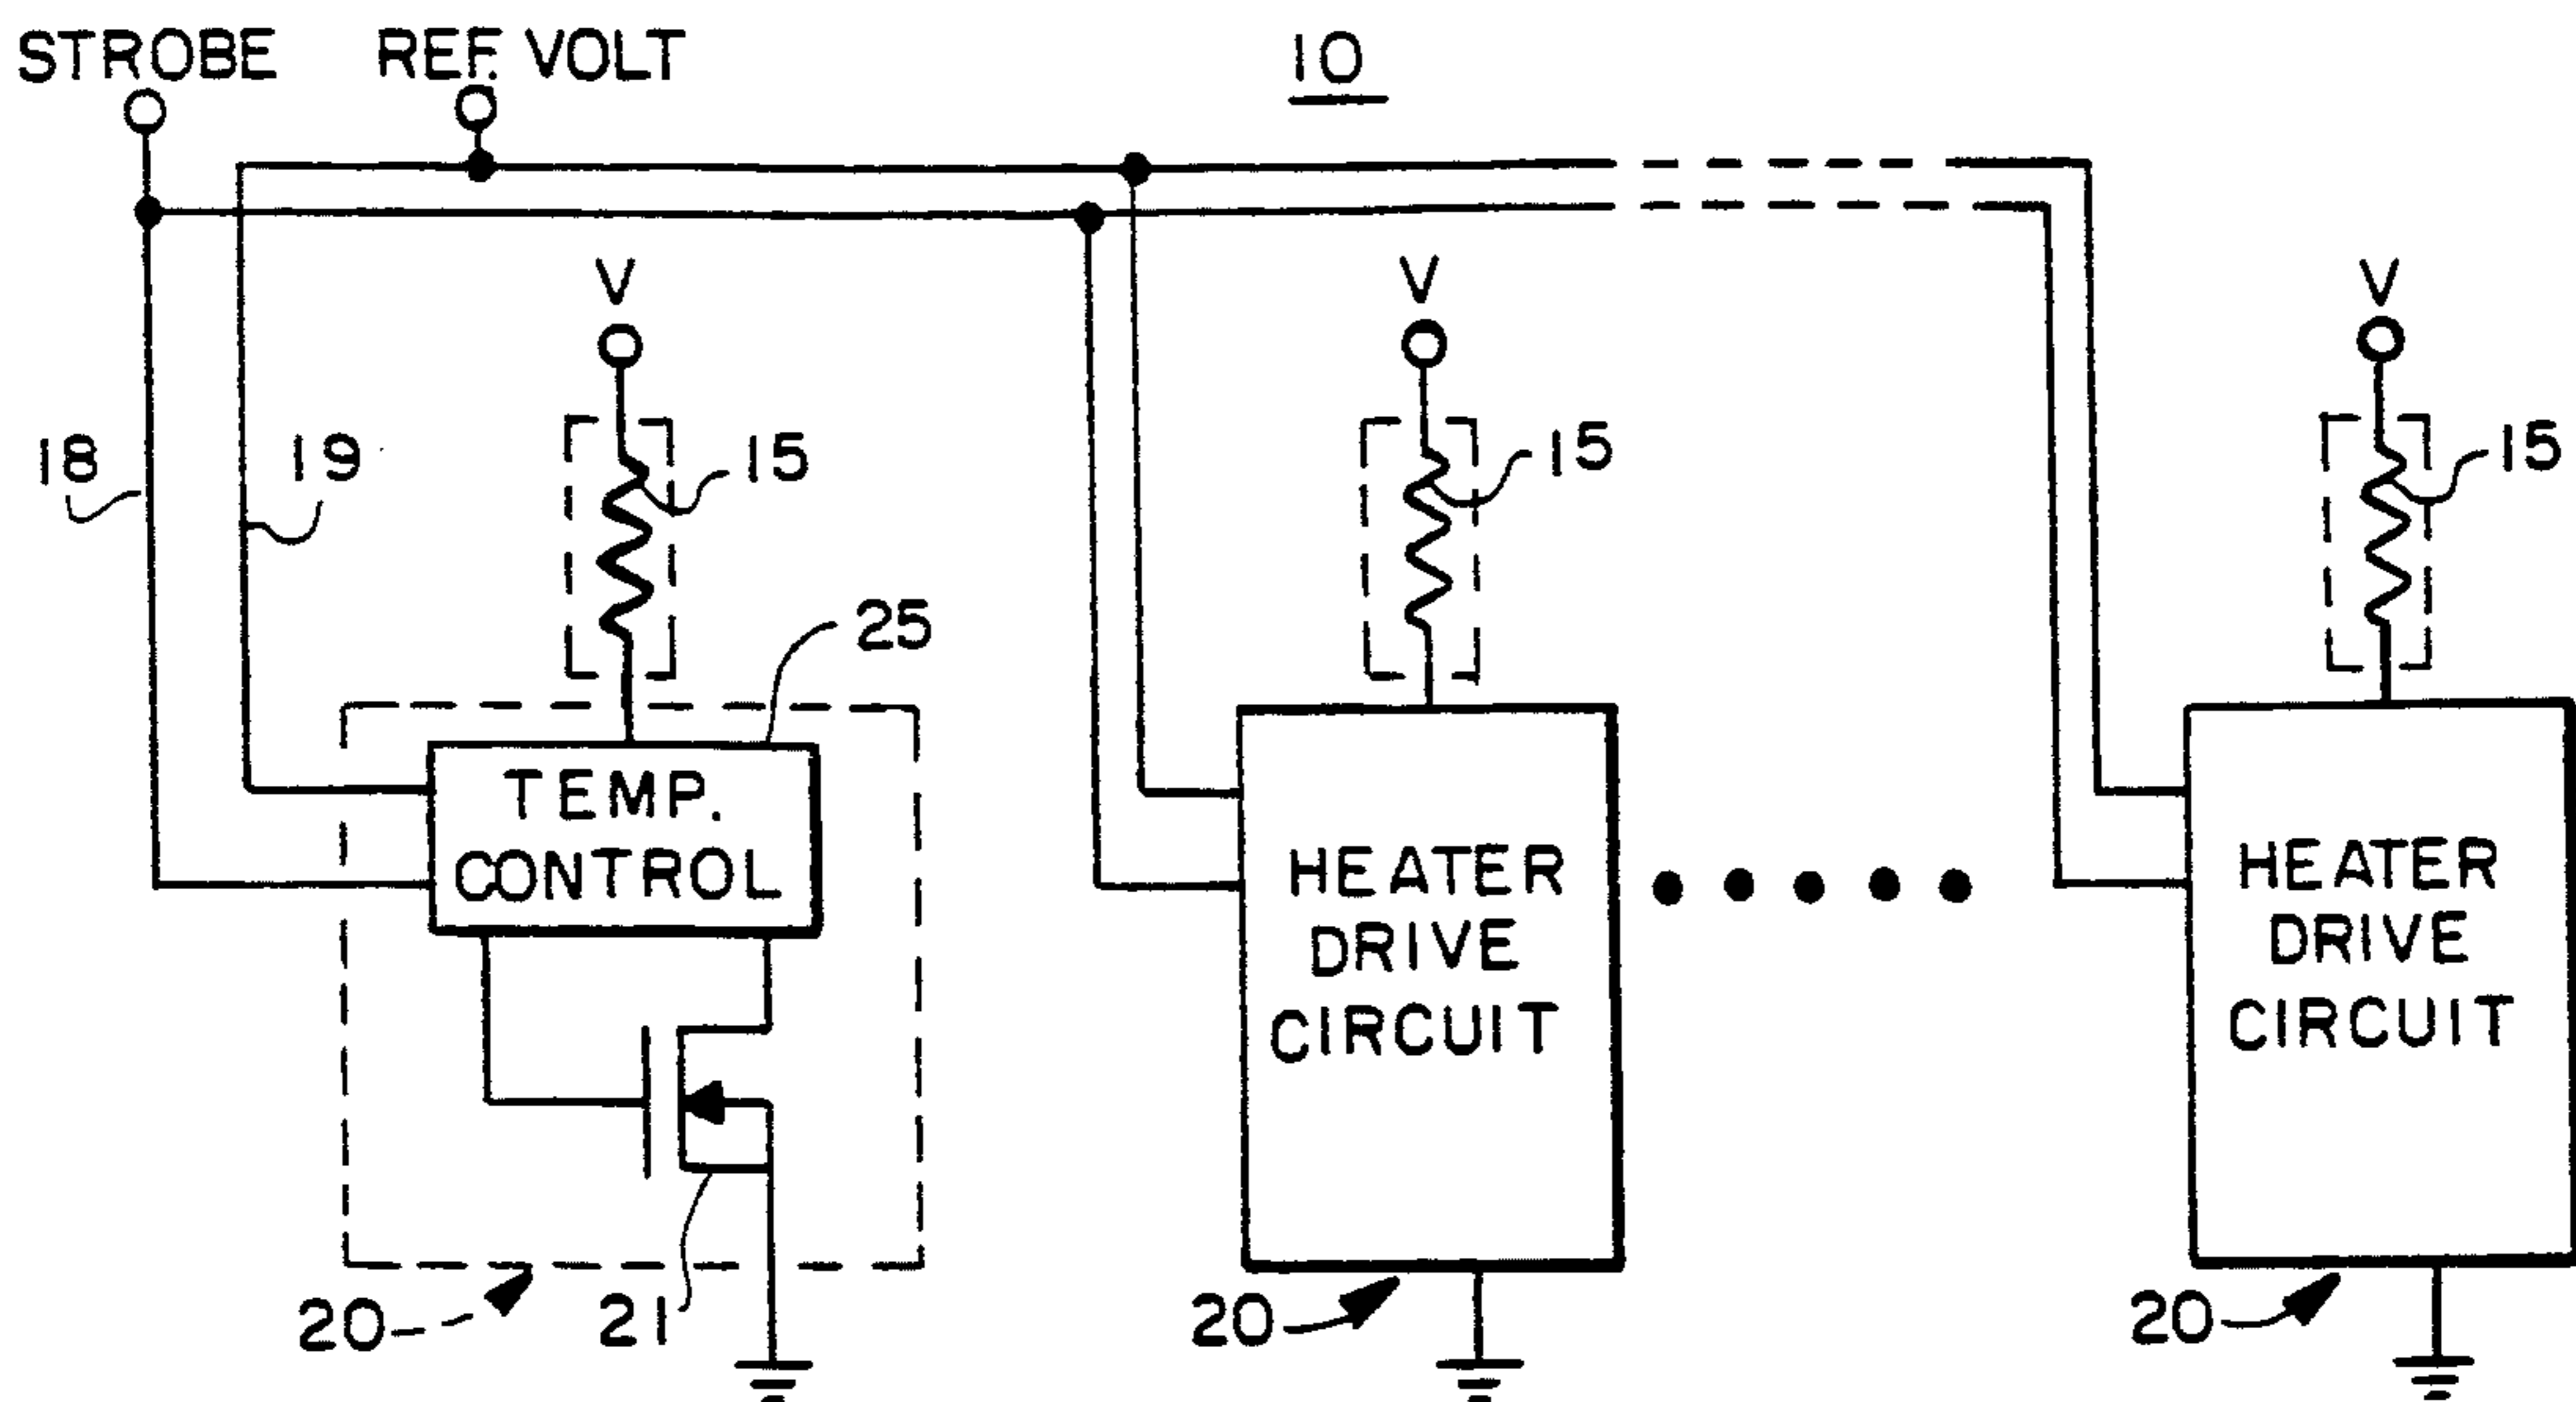 STROBE
REF. VOLT
10
V
V
V
18
19
15
15
15
25
TEMP.
CONTROL
HEATER
DRIVE
CIRCUIT
HEATER
DRIVE
CIRCUIT
20
21
20
20